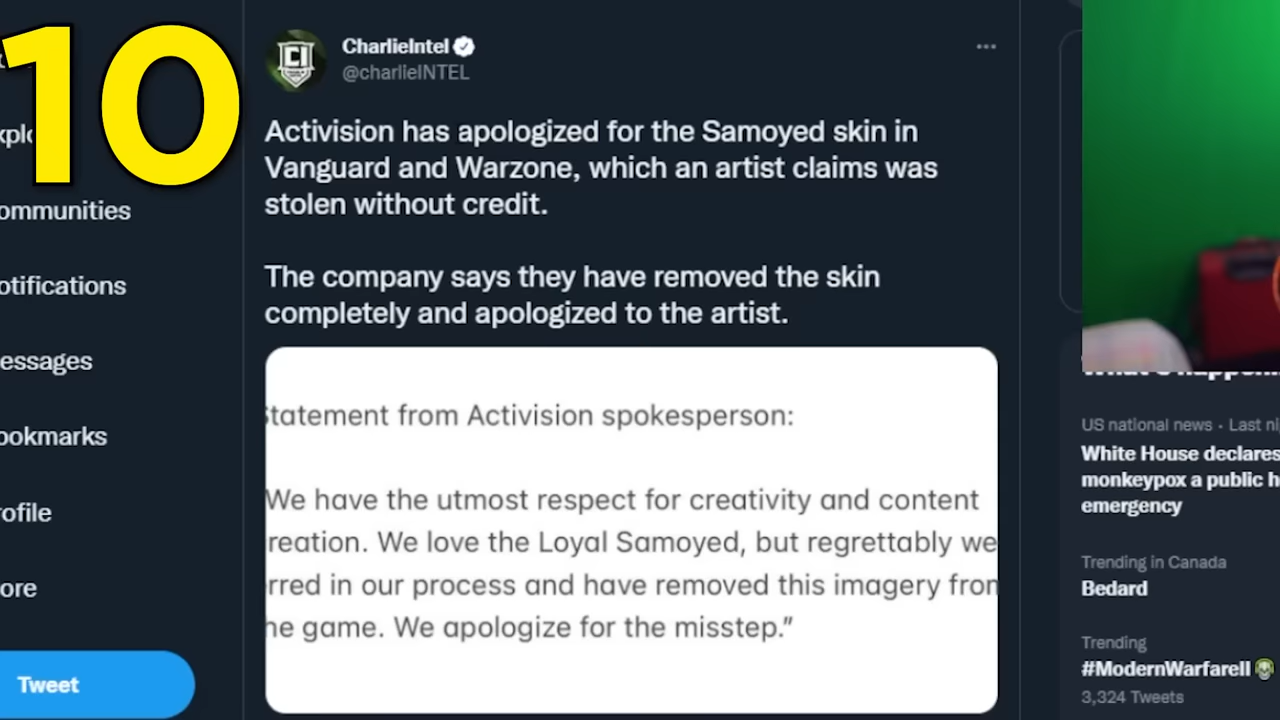 10
CharlieIntel
@charlieINTEL
Activision has apologized for the Samoyed skin in
Vanguard and Warzone, which an artist claims was
stolen without credit.
The company says they have removed the skin
completely and apologized to the artist.
tatement from Activision spokesperson:
We have the utmost respect for creativity and content
reation. We love the Loyal Samoyed, but regrettably we
rred in our process and have removed this imagery fron
he game. We apologize for the misstep."
xplo
ommunities
otifications
essages
ookmarks
rofile
ore
Tweet
US national news · Last ni
White House declares
monkeypox a public h
emergency
Trending in Canada
Bedard
Trending
#ModernWarfareII
3,324 Tweets